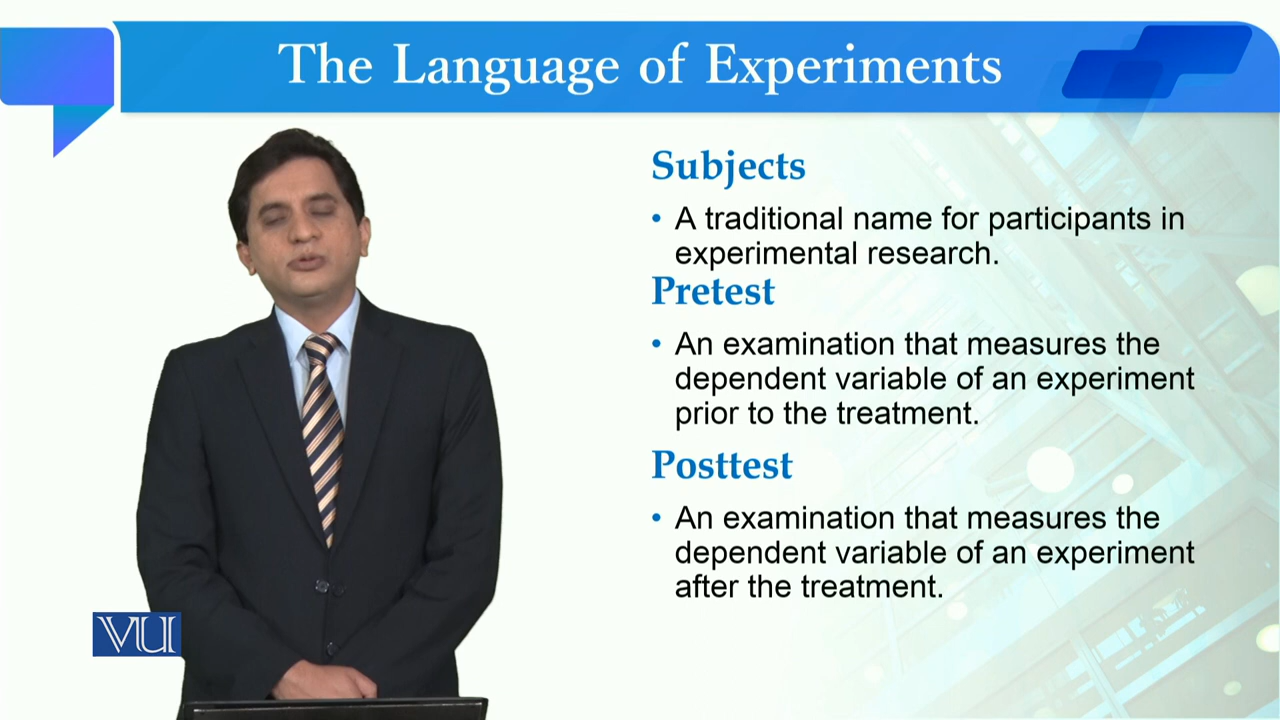 The Language of Experiments
Subjects
• A traditional name for participants in
experimental research.
Pretest
• An examination that measures the
dependent variable of an experiment
prior to the treatment.
Posttest
• An examination that measures the
dependent variable of an experiment
after the treatment.
VU